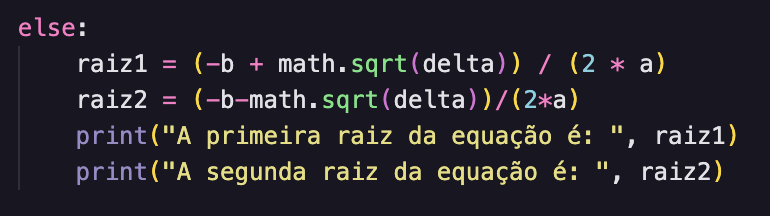 else:
    raiz1 = (-b + math.sqrt(delta)) / (2 * a)
    raiz2 = (-b-math.sqrt(delta))/(2*a)
    print("A primeira raiz da equação é: ", raiz1)
    print("A segunda raiz da equação é: ", raiz2)